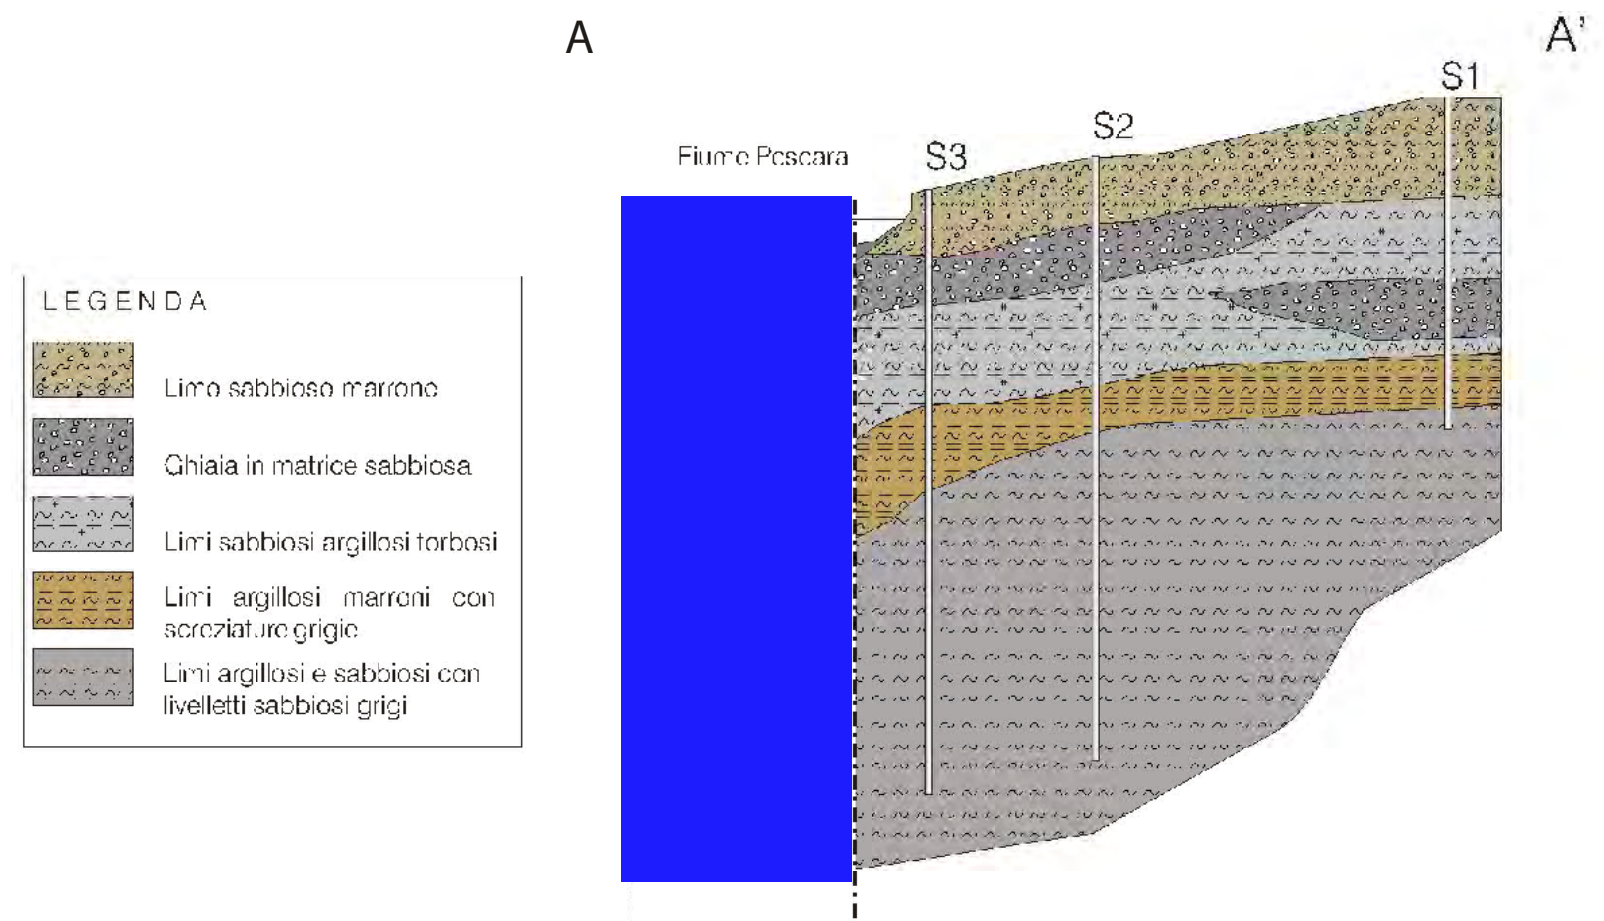 A
A'
S1
S2
S3
Fiume Pescara
LEGENDA
Limo sabbioso marrone
Ghiaia in matrice sabbiosa
Limi sabbiosi argillosi torbosi
Limi argillosi marroni con
screziature grigie
Limi argillosi e sabbiosi con
livelletti sabbiosi grigi